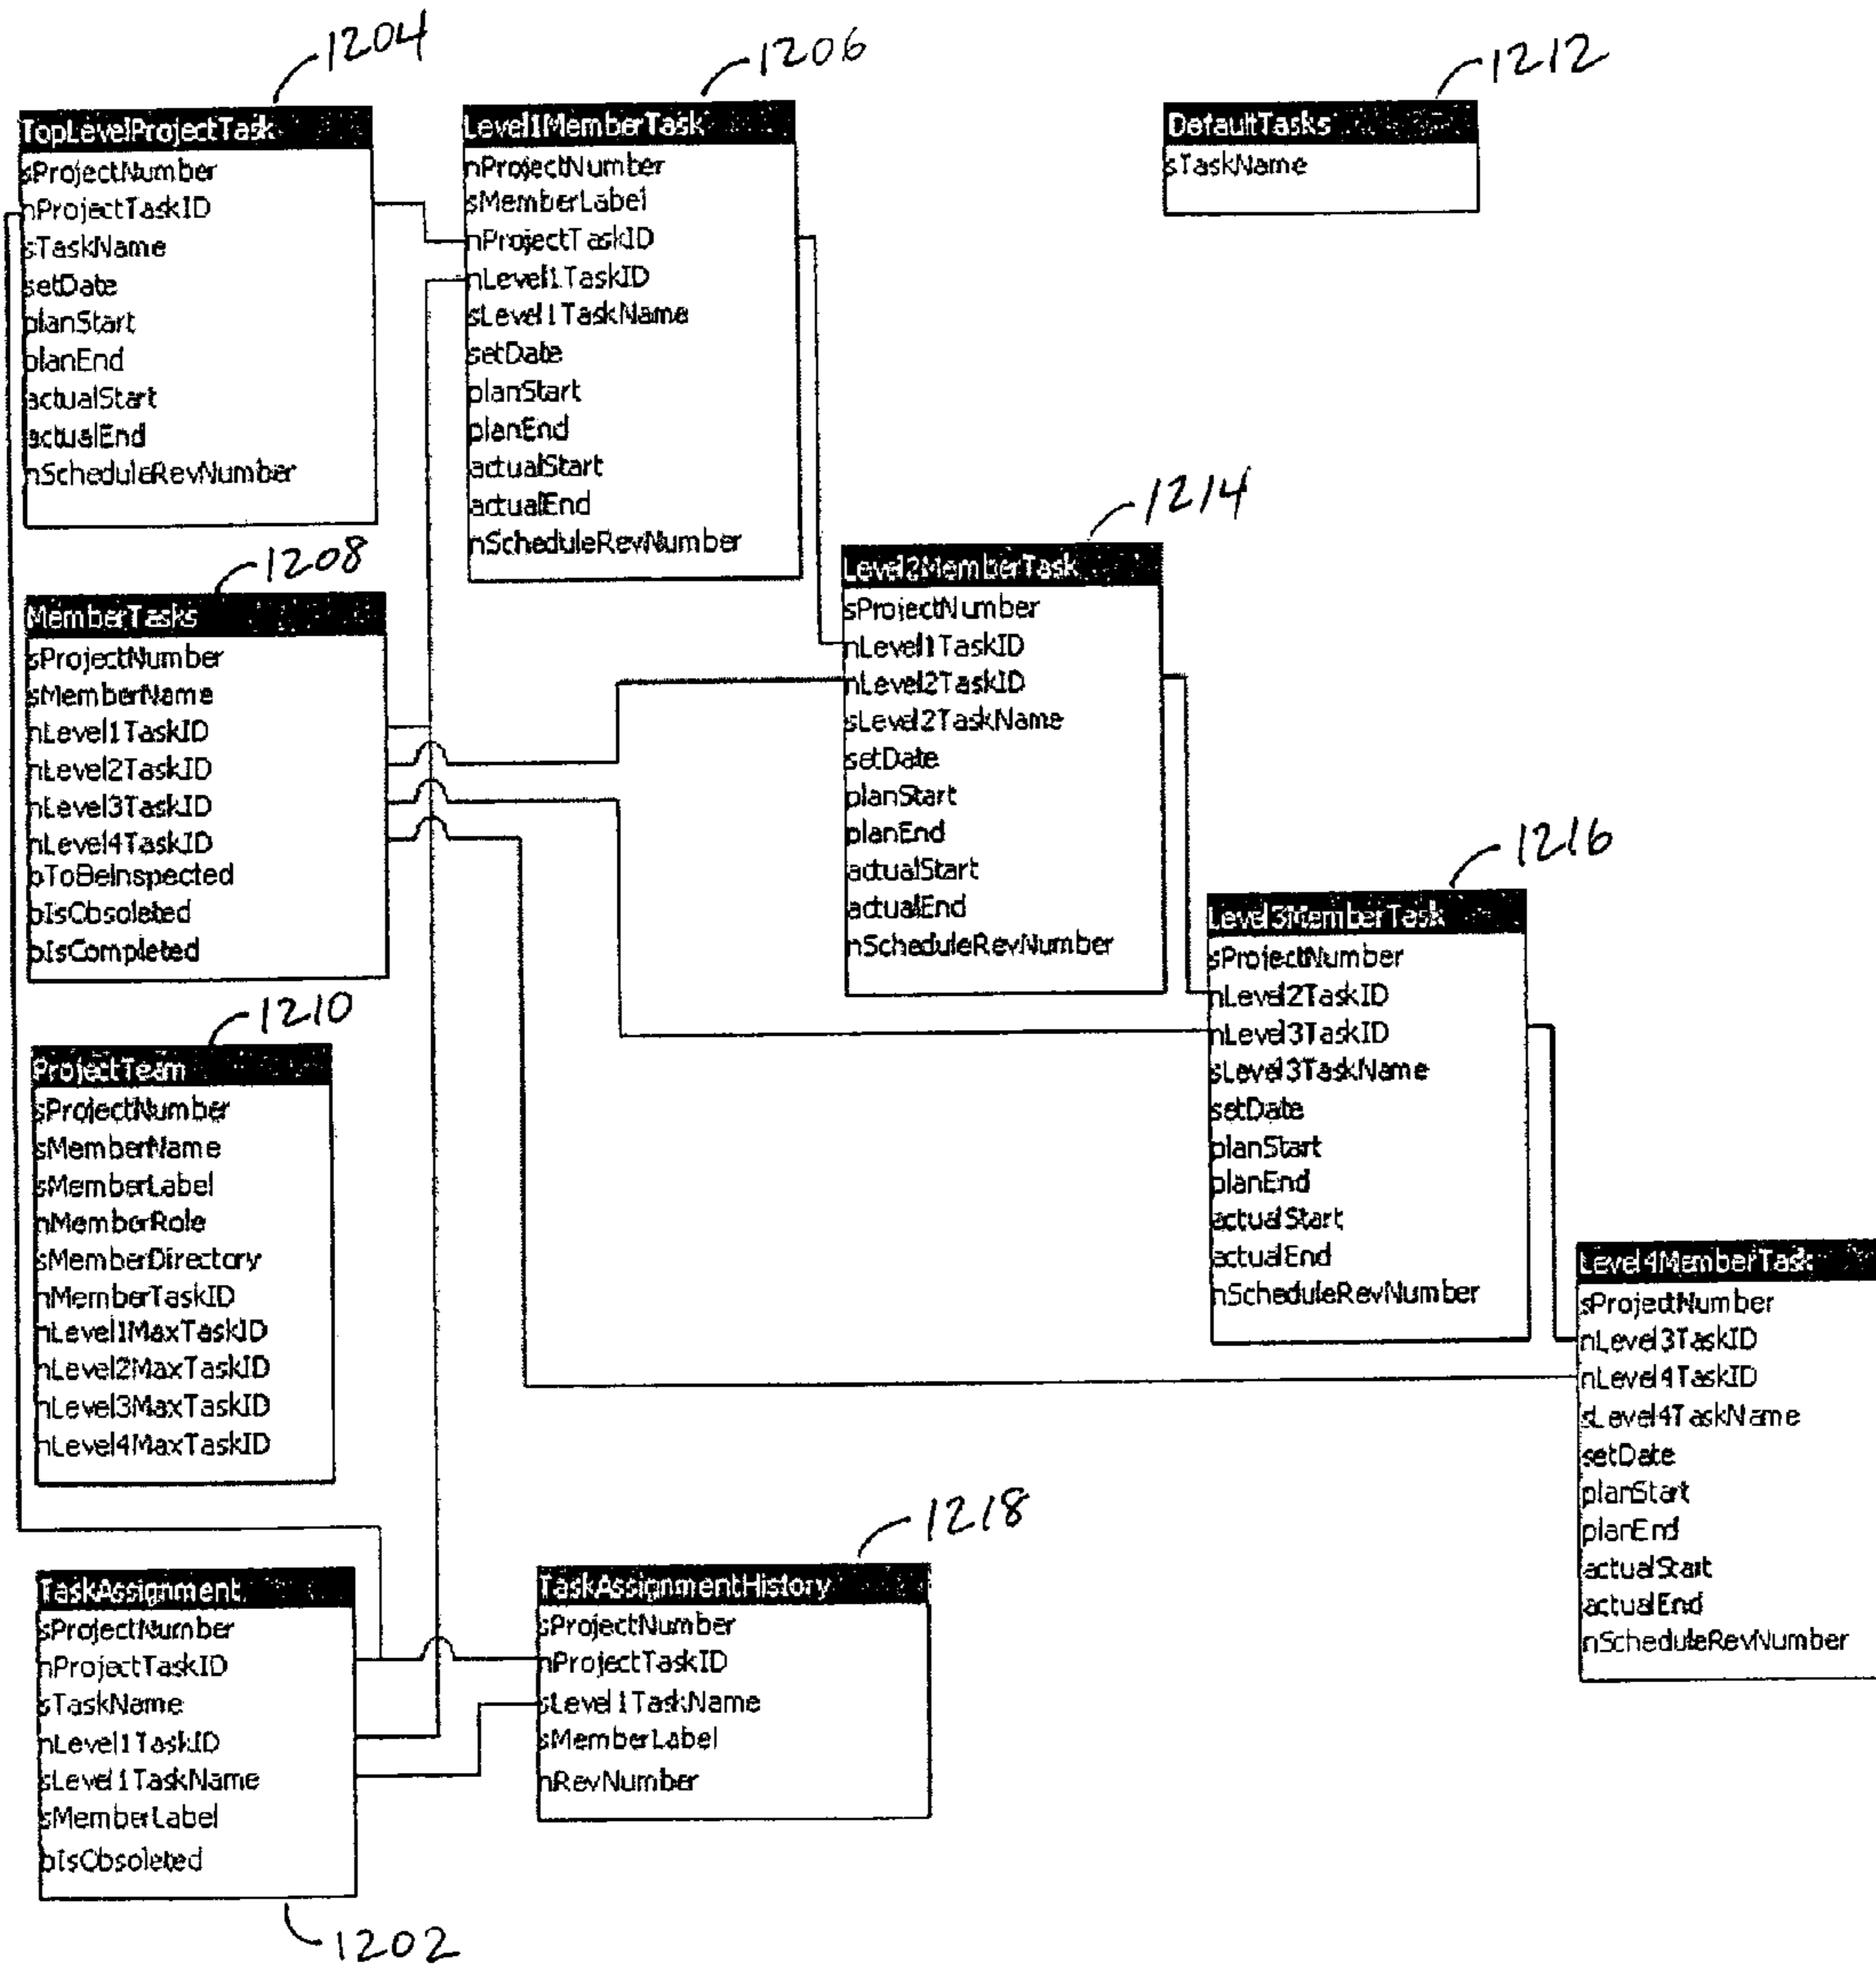 1204
TopLevelProjectTask
sProjectNumber
nProjectTaskID
sTaskName
setDate
planStart
planEnd
actualStart
actualEnd
nScheduleRevNumber
1206
Level1MemberTask
nProjectNumber
sMemberLabel
nProjectTaskID
nLevel1TaskID
sLevel1TaskName
setDate
planStart
planEnd
actualStart
actualEnd
nScheduleRevNumber
1212
DefaultTasks
sTaskName
1208
MemberTasks
sProjectNumber
sMemberName
nLevel1TaskID
nLevel2TaskID
nLevel3TaskID
nLevel4TaskID
bToBeInspected
bIsObsoleted
bIsCompleted
1214
Level2MemberTask
sProjectNumber
nLevel1TaskID
nLevel2TaskID
sLevel2TaskName
setDate
planStart
planEnd
actualStart
actualEnd
nScheduleRevNumber
1216
Level3MemberTask
sProjectNumber
nLevel2TaskID
nLevel3TaskID
sLevel3TaskName
setDate
planStart
planEnd
actualStart
actualEnd
nScheduleRevNumber
1210
ProjectTeam
sProjectNumber
sMemberName
sMemberLabel
nMemberRole
sMemberDirectory
nMemberTaskID
nLevel1MaxTaskID
nLevel2MaxTaskID
nLevel3MaxTaskID
nLevel4MaxTaskID
Level4MemberTask
sProjectNumber
nLevel3TaskID
nLevel4TaskID
sLevel4TaskName
setDate
planStart
planEnd
actualStart
actualEnd
nScheduleRevNumber
TaskAssignment
sProjectNumber
nProjectTaskID
sTaskName
nLevel1TaskID
sLevel1TaskName
sMemberLabel
bIsObsoleted
1202
1218
TaskAssignmentHistory
sProjectNumber
nProjectTaskID
sLevel1TaskName
sMemberLabel
nRevNumber